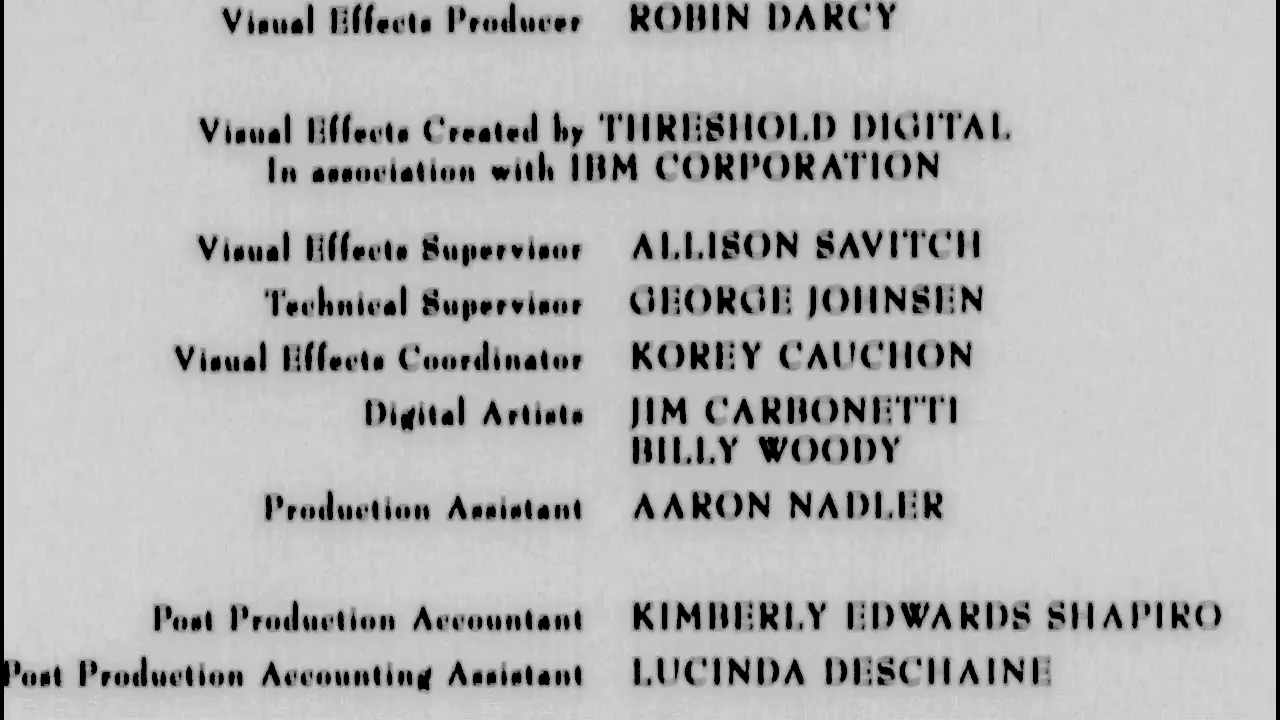 Visual Effects Producer ROBIN DARCY
Visual Effects Created by THRESHOLD DIGITAL
In association with IBM CORPORATION
Visual Effects Supervisor ALLISON SAVITCH
Technical Supervisor GEORGE JOHNSEN
Visual Effects Coordinator KOREY CAUCHON
Digital Artists JIM CARBONETTI
BILLY WOODY
Production Assistant AARON NADLER
Post Production Accountant KIMBERLY EDWARDS SHAPIRO
Post Production Accounting Assistant LUCINDA DESCHAINE